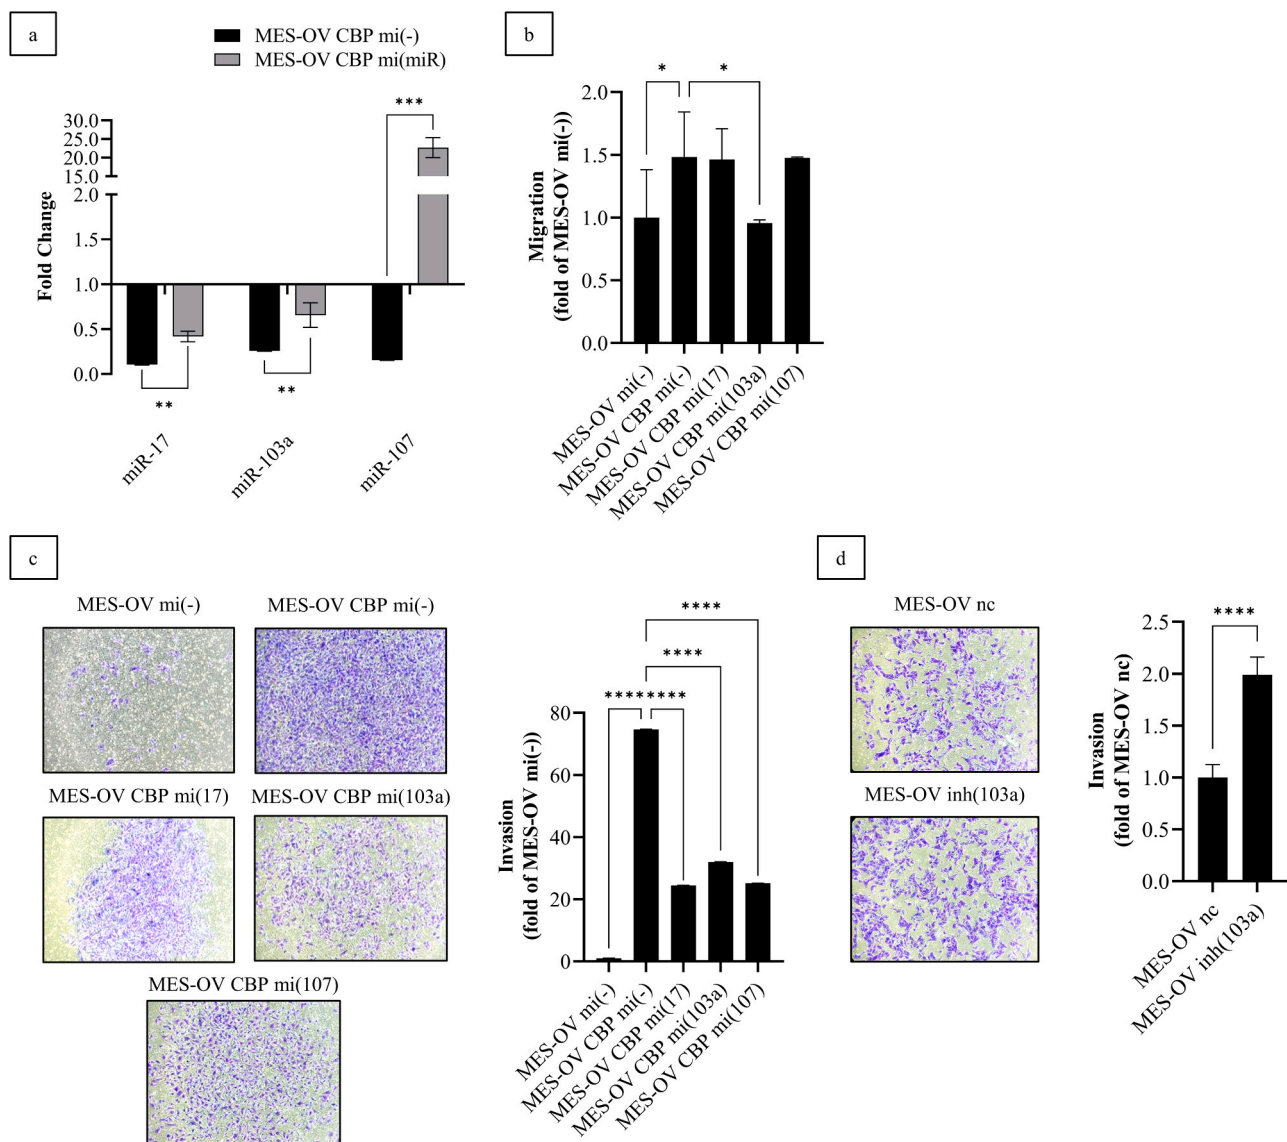 a
MES-OV CBP mi(-)
MES-OV CBP mi(miR)
Fold Change
30.0
25.0
20.0
15.0
2.0
1.5
1.0
0.5
0.0
***
**
**
miR-17
miR-103a
miR-107
b
Migration
(fold of MES-OV mi(-))
2.0
1.5
1.0
0.5
0.0
*
*
MES-OV mi(-)
MES-OV CBP mi(-)
MES-OV CBP mi(17)
MES-OV CBP mi(103a)
MES-OV CBP mi(107)
c
MES-OV mi(-)
MES-OV CBP mi(-)
MES-OV CBP mi(17)
MES-OV CBP mi(103a)
MES-OV CBP mi(107)
Invasion
(fold of MES-OV mi(-))
80
60
40
20
0
****
****
********
MES-OV mi(-)
MES-OV CBP mi(-)
MES-OV CBP mi(17)
MES-OV CBP mi(103a)
MES-OV CBP mi(107)
d
MES-OV nc
MES-OV inh(103a)
Invasion
(fold of MES-OV nc)
2.5
2.0
1.5
1.0
0.5
0.0
****
MES-OV nc
MES-OV inh(103a)